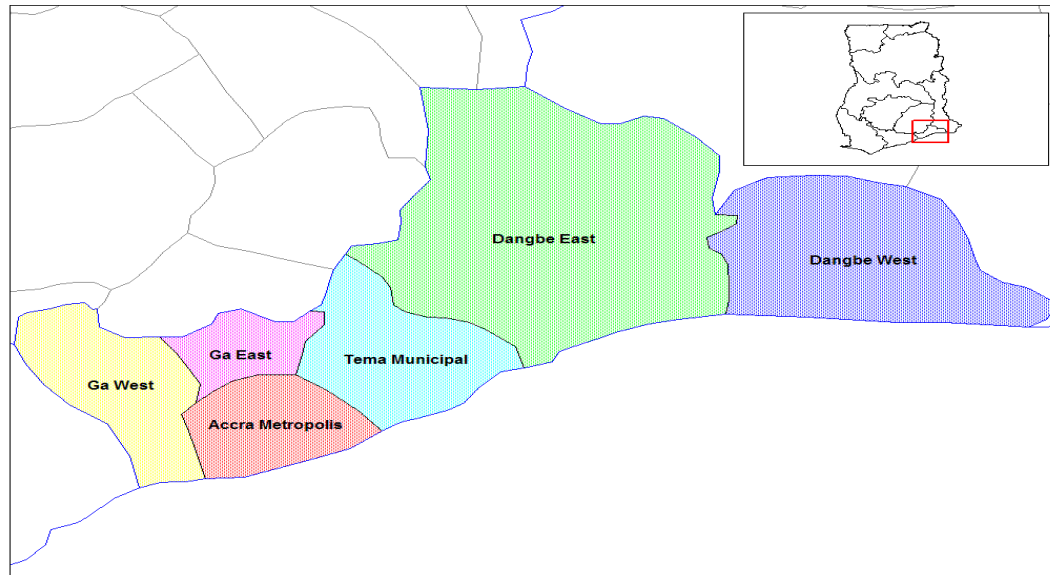 Dangbe East
Dangbe West
Ga East
Tema Municipal
Ga West
Accra Metropolis